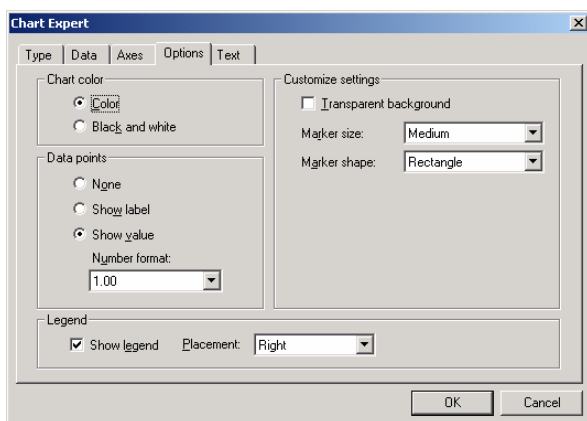 Chart Expert
Type Data Axes Options Text
Chart color
Color
Black and white
Data points
None
Show label
Show value
Number format:
1.00
Customize settings
Transparent background
Marker size: Medium
Marker shape: Rectangle
Legend
Show legend Placement: Right
OK Cancel